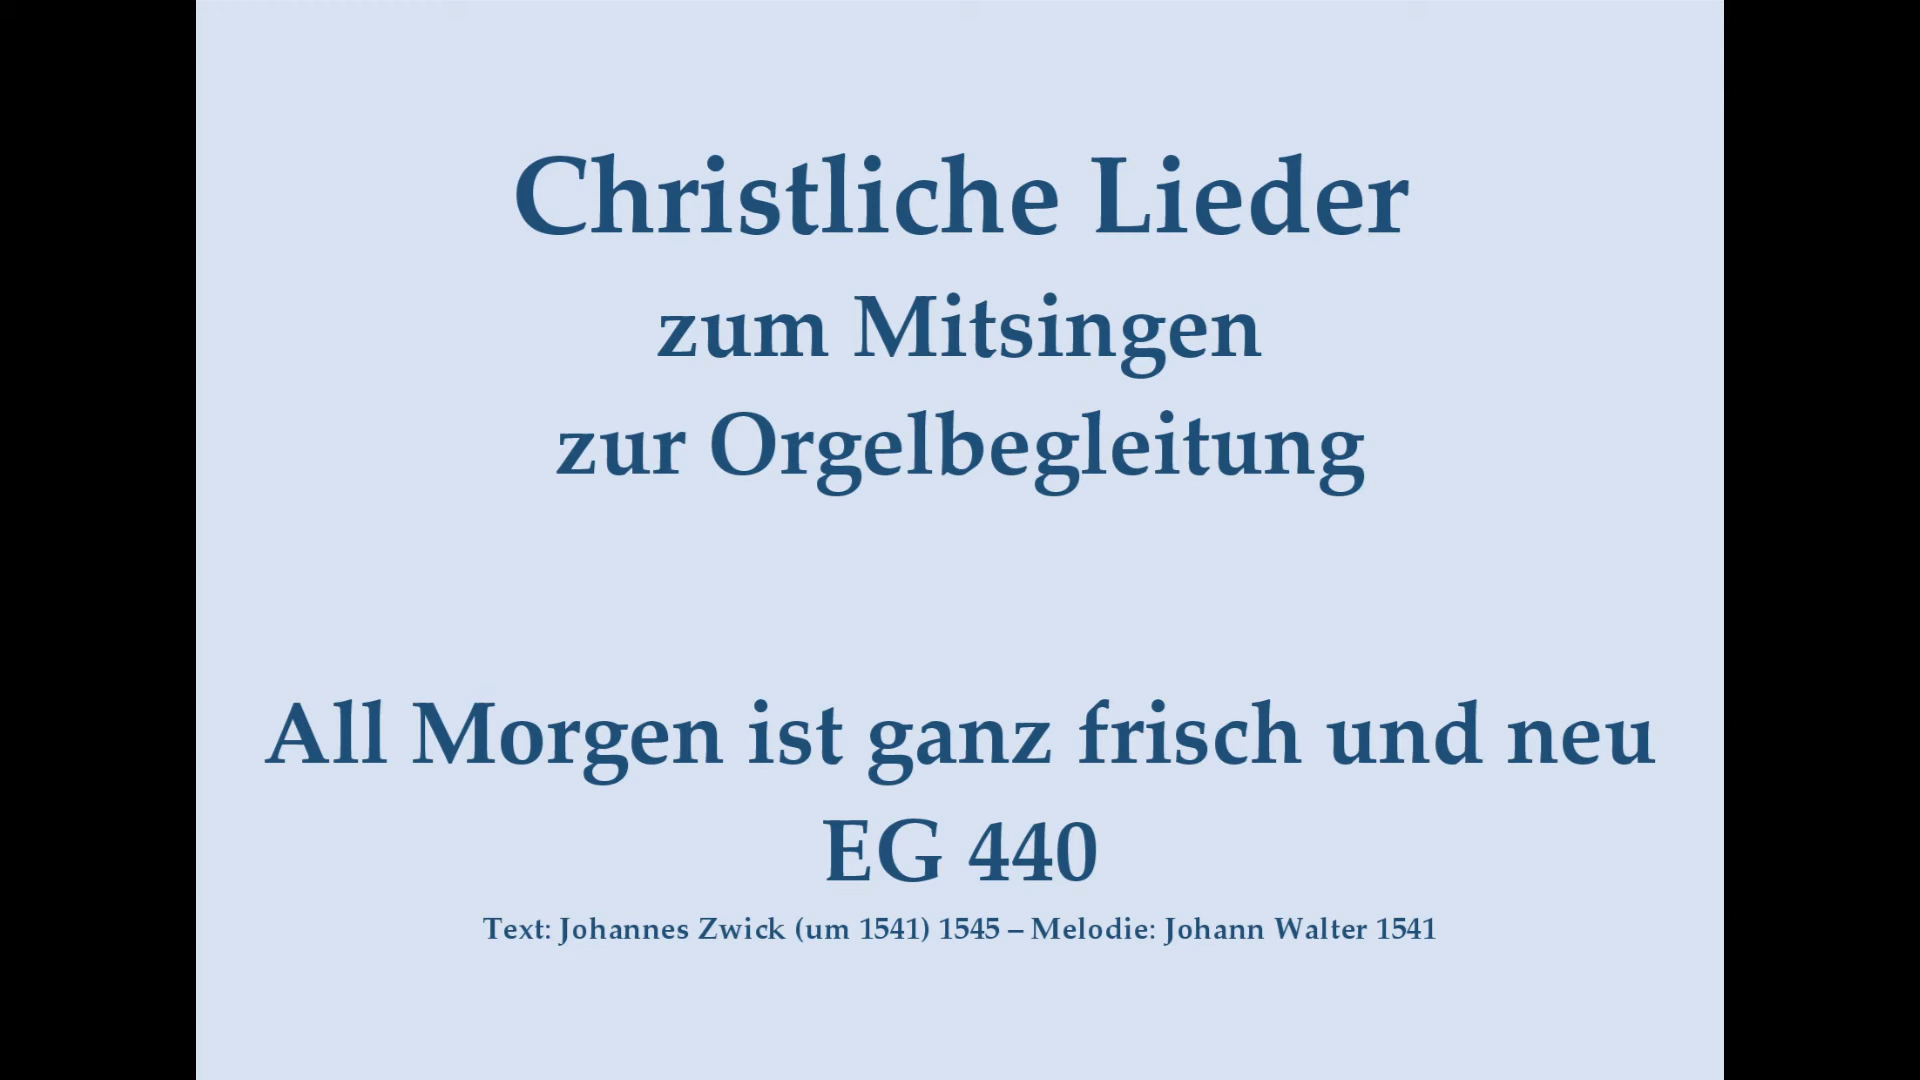 Christliche Lieder
zum Mitsingen
zur Orgelbegleitung
All Morgen ist ganz frisch und neu
EG 440
Text: Johannes Zwick (um 1541) 1545 – Melodie: Johann Walter 1541